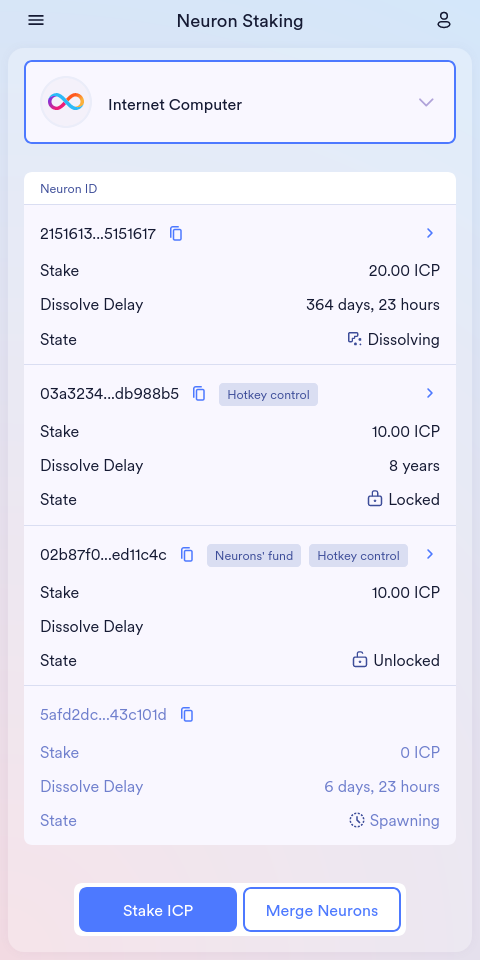 Neuron Staking
Internet Computer
Neuron ID
2151613...5151617
Stake 20.00 ICP
Dissolve Delay 364 days, 23 hours
State Dissolving
03a3234...db988b5 Hotkey control
Stake 10.00 ICP
Dissolve Delay 8 years
State Locked
02b87f0...ed11c4c Neurons' fund Hotkey control
Stake 10.00 ICP
Dissolve Delay
State Unlocked
5afd2dc...43c101d
Stake 0 ICP
Dissolve Delay 6 days, 23 hours
State Spawning
Stake ICP Merge Neurons